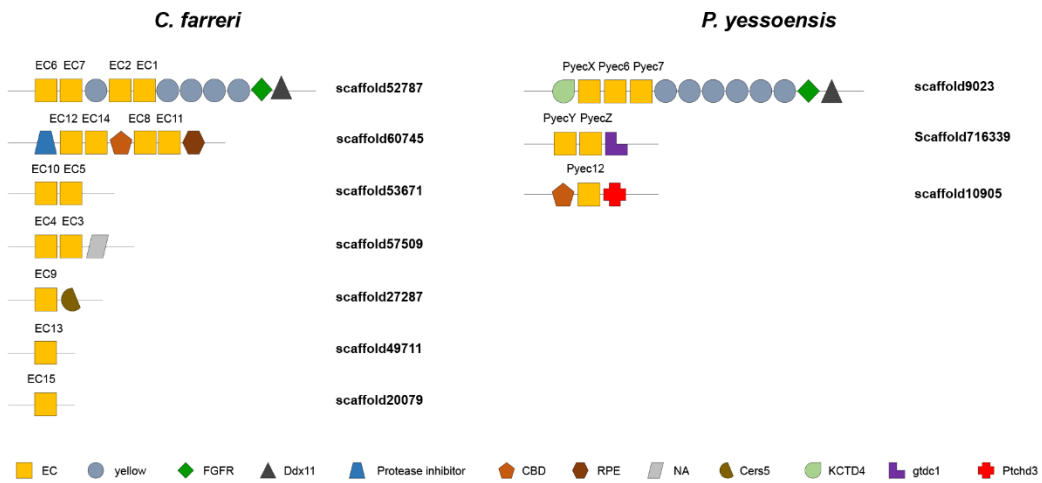 C. farreri
EC6 EC7 EC2 EC1
scaffold52787
EC12 EC14 EC8 EC11
scaffold60745
EC10 EC5
scaffold53671
EC4 EC3
scaffold57509
EC9
scaffold27287
EC13
scaffold49711
EC15
scaffold20079
P. yessoensis
PyecX Pyec6 Pyec7
scaffold9023
PyecY PyecZ
Scaffold716339
Pyec12
scaffold10905
EC yellow FGFR Ddx11 Protease inhibitor CBD RPE NA Cers5 KCTD4 gtdc1 Ptchd3